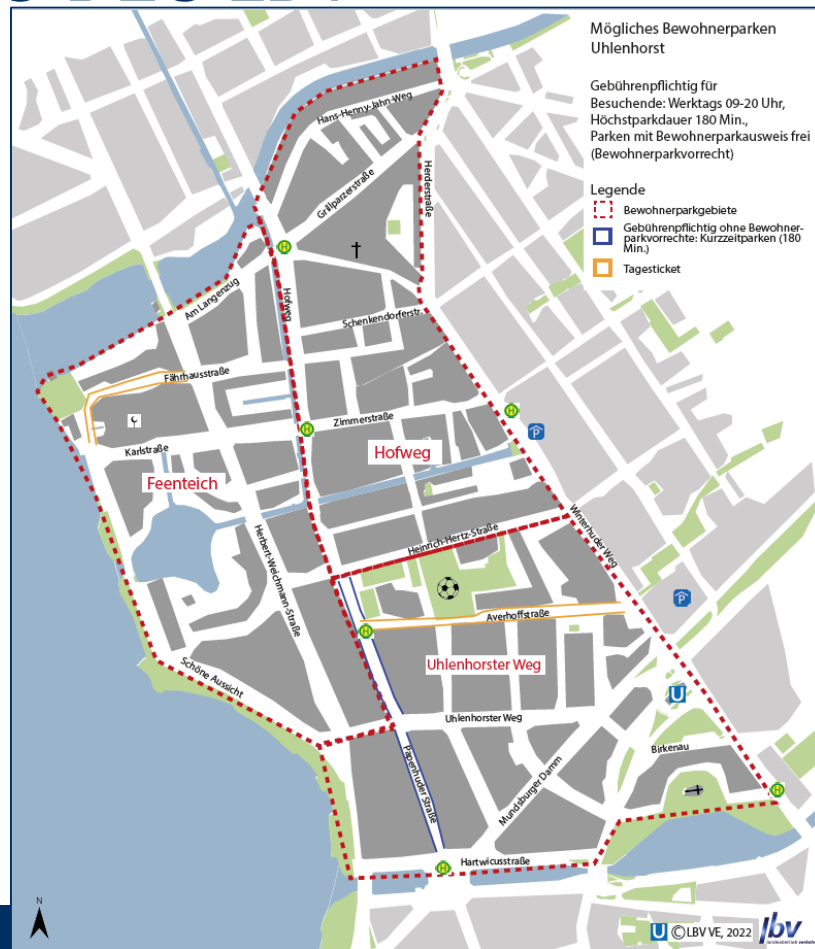 Mögliches Bewohnerparken
Uhlenhorst
Gebührenpflichtig für
Besuchende: Werktags 09-20 Uhr,
Höchstparkdauer 180 Min.,
Parken mit Bewohnerparkausweis frei
(Bewohnerparkvorrecht)
Legende
Bewohnerparkgebiete
Gebührenpflichtig ohne Bewohner-
parkvorrechte: Kurzzeitparken (180
Min.)
Tagesticket
Hans-Henny-Jahn-Weg
Grillparzerstraße
Herderstraße
H
Am Langenzug
Hofweg
Schenkendorferstr.
Fährhausstraße
Zimmerstraße
H
H
P
Karlstraße
Hofweg
Feenteich
Winterhuder Weg
Heinrich-Hertz-Straße
Herbert-Weichmann-Straße
P
Averhoffstraße
H
Uhlenhorster Weg
Schöne Aussicht
U
Uhlenhorster Weg
Birkenau
Papenhuder Straße
Mundsburger Damm
H
Hartwicusstraße
H
N
U
©LBV VE, 2022
lbv